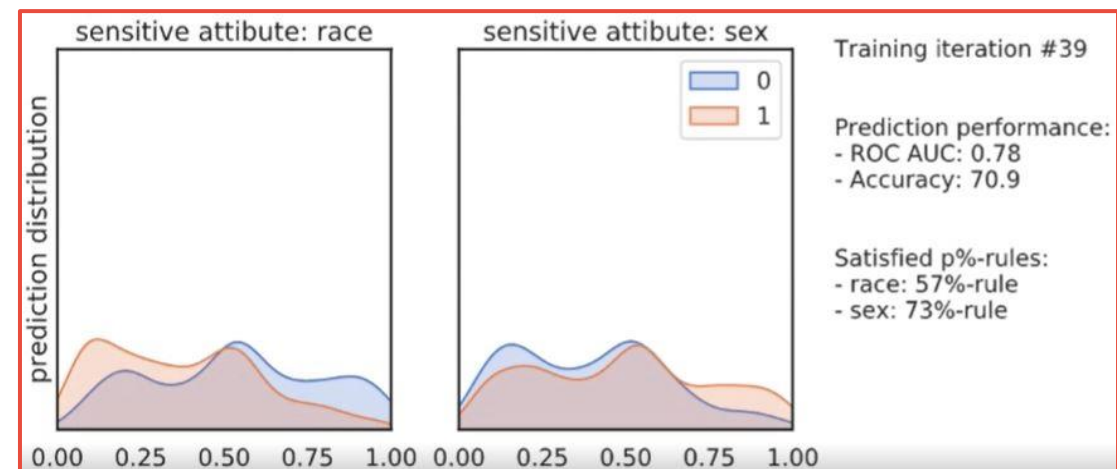 sensitive attibute: race
sensitive attibute: sex
prediction distribution
0
1
0.00 0.25 0.50 0.75 1.00
0.00 0.25 0.50 0.75 1.00
Training iteration #39
Prediction performance:
- ROC AUC: 0.78
- Accuracy: 70.9
Satisfied p%-rules:
- race: 57%-rule
- sex: 73%-rule